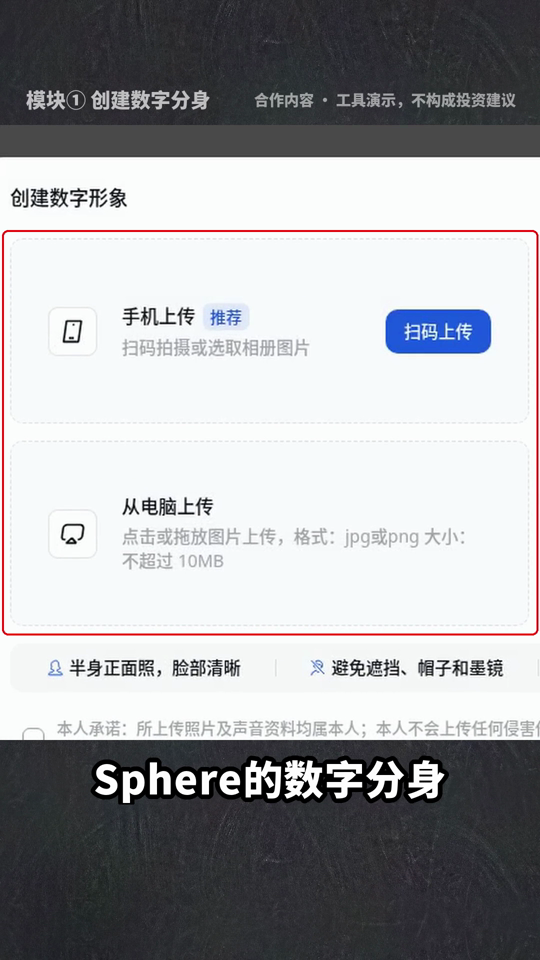 模块① 创建数字分身
合作内容 · 工具演示，不构成投资建议
创建数字形象
手机上传 推荐
扫码拍摄或选取相册图片
扫码上传
从电脑上传
点击或拖放图片上传，格式：jpg或png 大小：
不超过 10MB
半身正面照，脸部清晰
避免遮挡、帽子和墨镜
本人承诺：所上传照片及声音资料均属本人；本人不会上传任何侵害
Sphere的数字分身